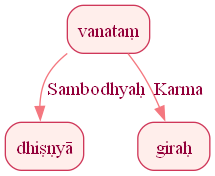 vanataṃ
Sambodhyaḥ Karma
dhiṣṇyā giraḥ